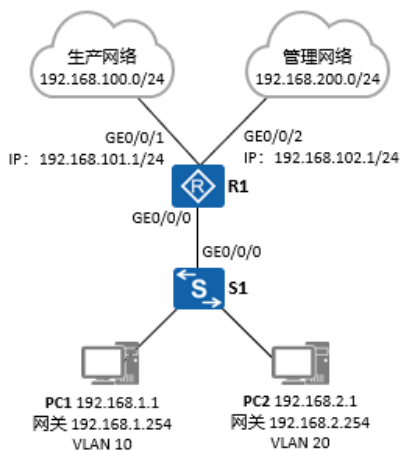 生产网络
192.168.100.0/24
管理网络
192.168.200.0/24
GE0/0/1
IP：192.168.101.1/24
GE0/0/2
IP：192.168.102.1/24
R
R1
GE0/0/0
GE0/0/0
S
S1
PC1 192.168.1.1
网关 192.168.1.254
VLAN 10
PC2 192.168.2.1
网关 192.168.2.254
VLAN 20